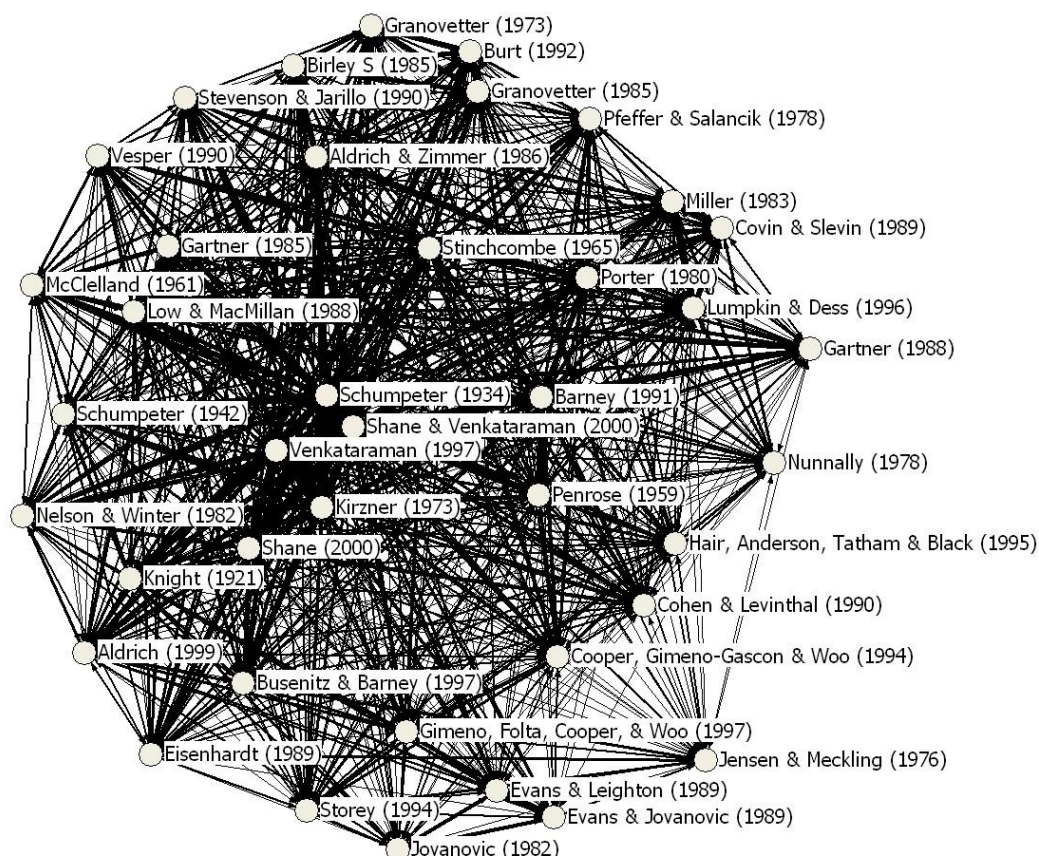 Granovetter (1973)
Burt (1992)
Birley S (1985)
Granovetter (1985)
Stevenson & Jarillo (1990)
Pfeffer & Salancik (1978)
Vesper (1990)
Aldrich & Zimmer (1986)
Miller (1983)
Covin & Slevin (1989)
Gartner (1985)
Stinchcombe (1965)
Porter (1980)
McClelland (1961)
Low & MacMillan (1988)
Lumpkin & Dess (1996)
Gartner (1988)
Schumpeter (1934)
Barney (1991)
Schumpeter (1942)
Shane & Venkataraman (2000)
Venkataraman (1997)
Nunnally (1978)
Penrose (1959)
Kirzner (1973)
Nelson & Winter (1982)
Shane (2000)
Hair, Anderson, Tatham & Black (1995)
Knight (1921)
Cohen & Levinthal (1990)
Aldrich (1999)
Cooper, Gimeno-Gascon & Woo (1994)
Busenitz & Barney (1997)
Gimeno, Folta, Cooper, & Woo (1997)
Eisenhardt (1989)
Jensen & Meckling (1976)
Evans & Leighton (1989)
Storey (1994)
Evans & Jovanovic (1989)
Jovanovic (1982)